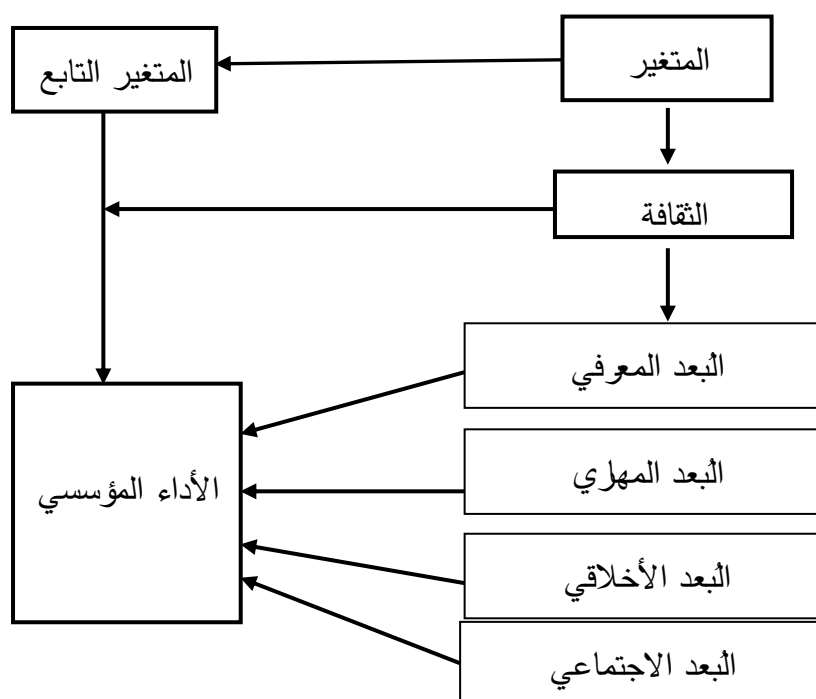 المتغير
المتغير التابع
الثقافة
البُعد المعرفي
البُعد المهاري
الأداء المؤسسي
البُعد الأخلاقي
البُعد الاجتماعي